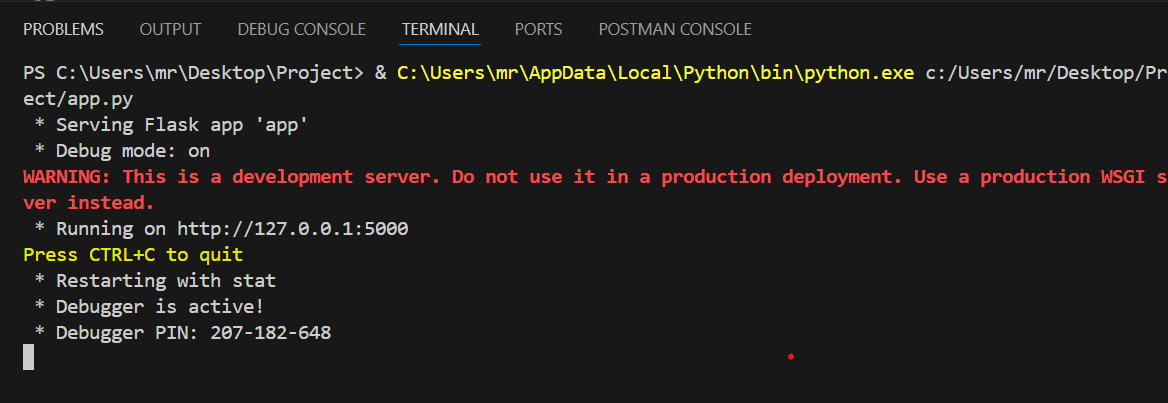 PROBLEMS OUTPUT DEBUG CONSOLE TERMINAL PORTS POSTMAN CONSOLE
PS C:\Users\mr\Desktop\Project> & C:\Users\mr\AppData\Local\Python\bin\python.exe c:/Users/mr/Desktop/Pr
ect/app.py
 * Serving Flask app 'app'
 * Debug mode: on
WARNING: This is a development server. Do not use it in a production deployment. Use a production WSGI s
ver instead.
 * Running on http://127.0.0.1:5000
Press CTRL+C to quit
 * Restarting with stat
 * Debugger is active!
 * Debugger PIN: 207-182-648